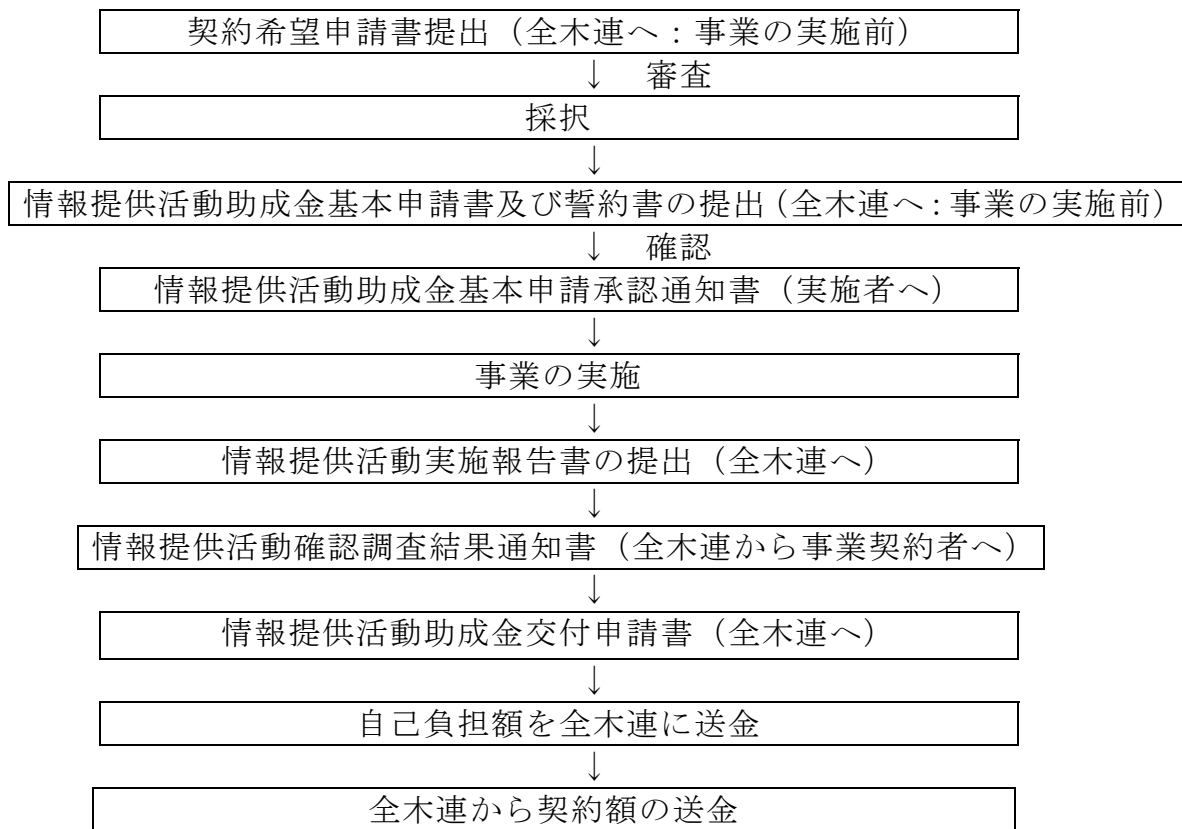 契約希望申請書提出（全木連へ：事業の実施前）
↓　審査
採択
↓
情報提供活動助成金基本申請書及び誓約書の提出（全木連へ：事業の実施前）
↓　確認
情報提供活動助成金基本申請承認通知書（実施者へ）
↓
事業の実施
↓
情報提供活動実施報告書の提出（全木連へ）
↓
情報提供活動確認調査結果通知書（全木連から事業契約者へ）
↓
情報提供活動助成金交付申請書（全木連へ）
↓
自己負担額を全木連に送金
↓
全木連から契約額の送金